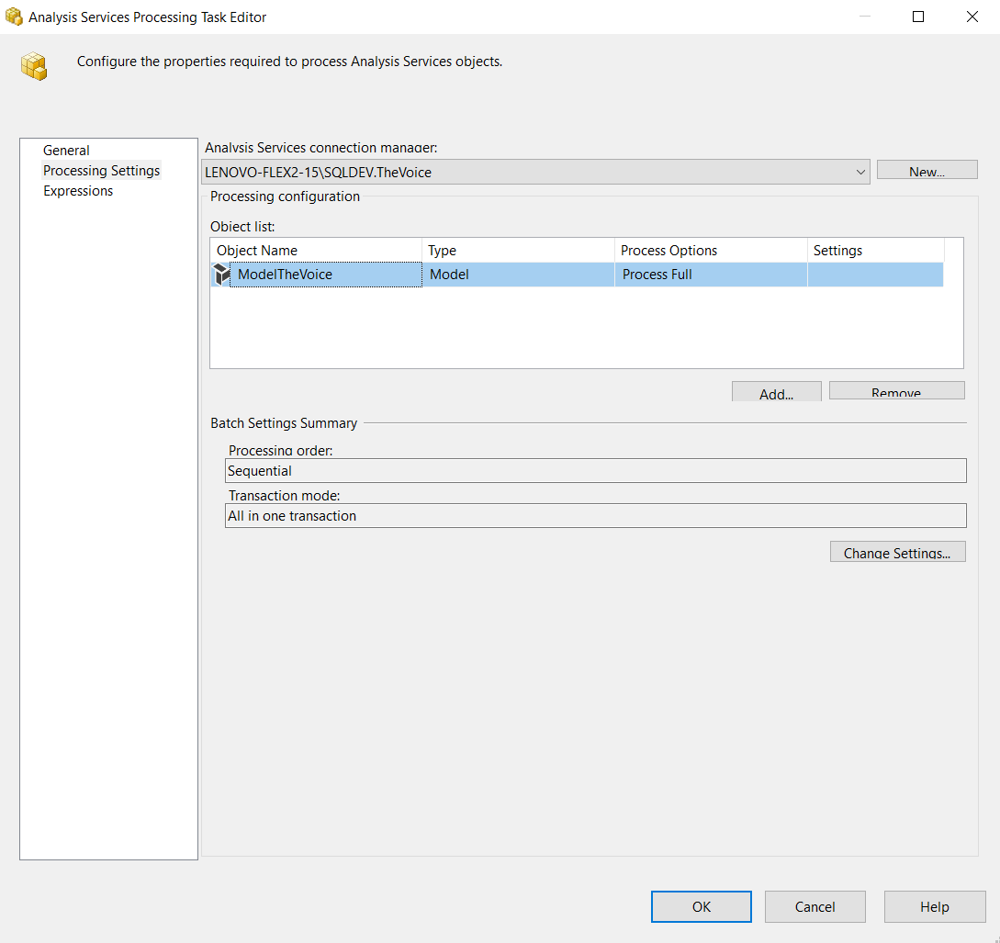 Analysis Services Processing Task Editor
Configure the properties required to process Analysis Services objects.
General
Processing Settings
Expressions
Analysis Services connection manager:
LENOVO-FLEX2-15\SQLDEV.TheVoice
New...
Processing configuration
Object list:
Object Name Type Process Options Settings
ModelTheVoice Model Process Full
Add... Remove
Batch Settings Summary
Processing order:
Sequential
Transaction mode:
All in one transaction
Change Settings...
OK Cancel Help